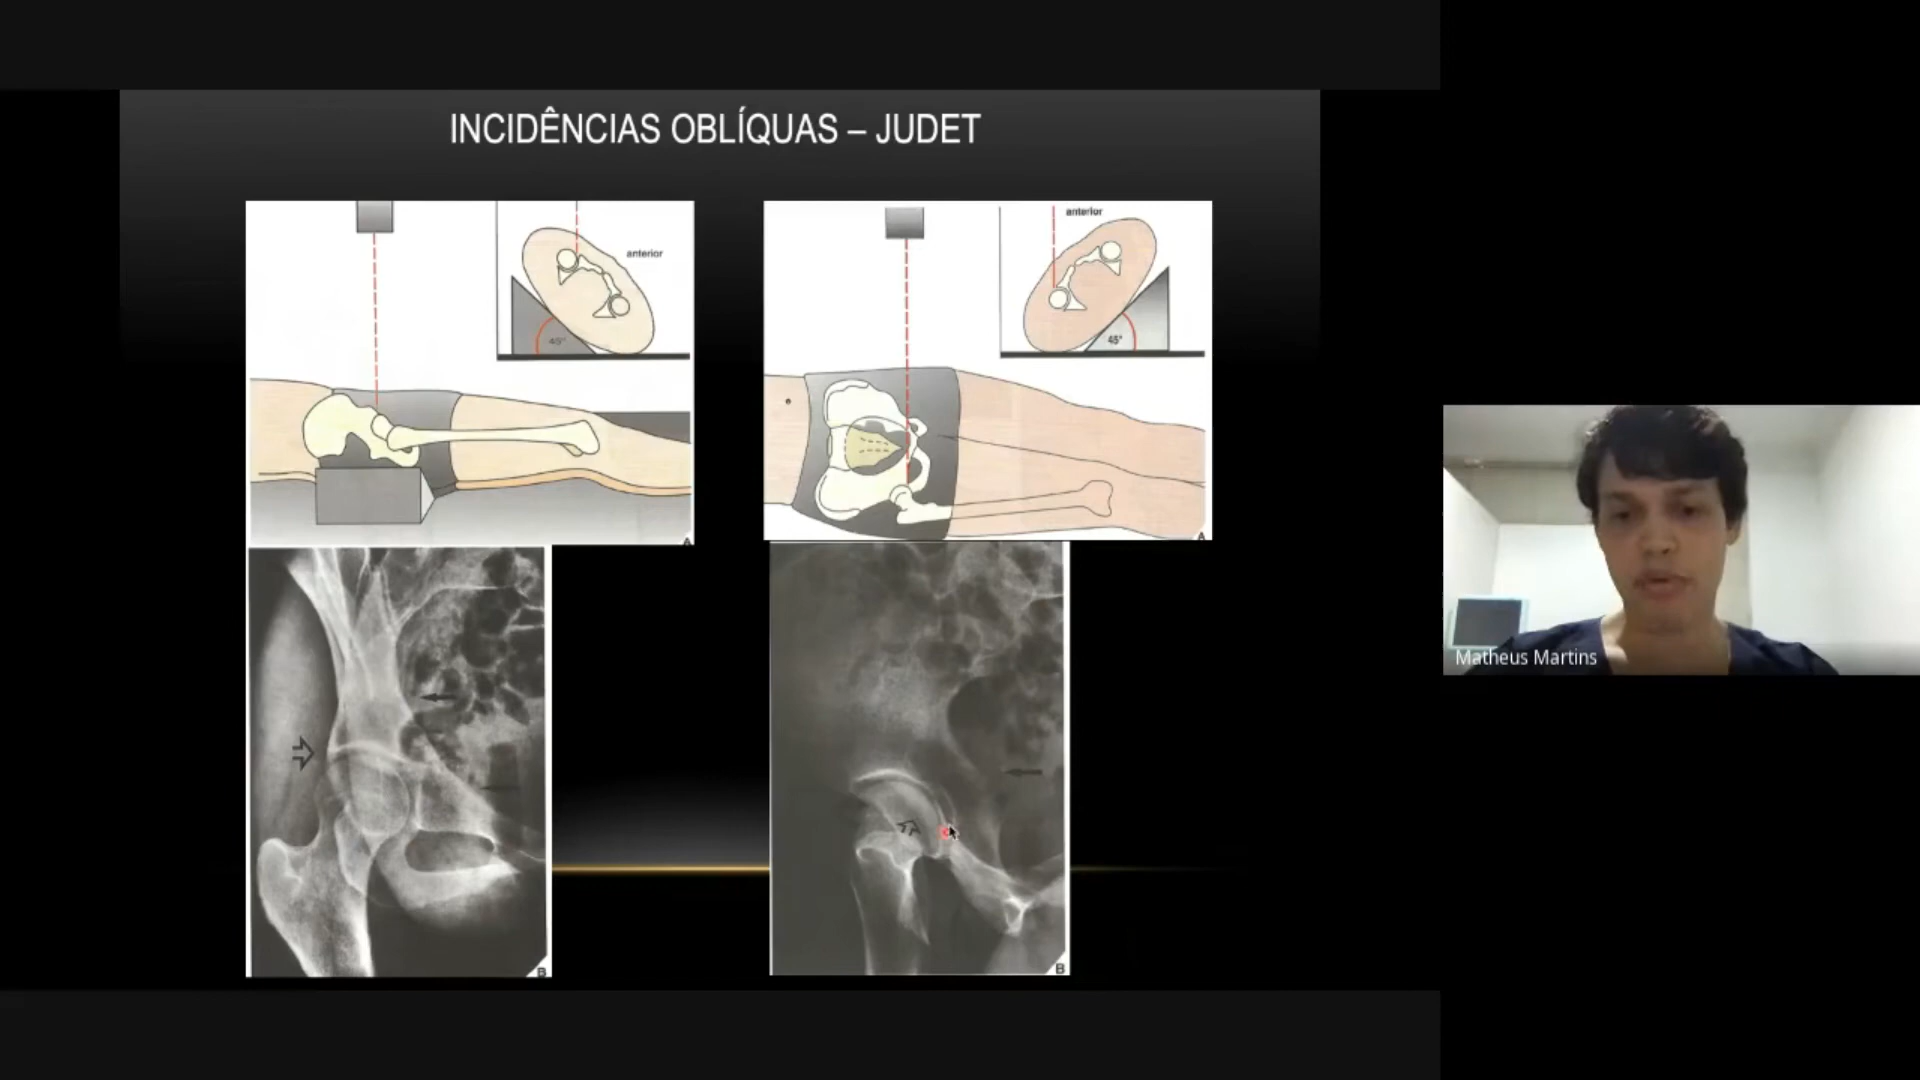 INCIDÊNCIAS OBLÍQUAS – JUDET
anterior
45°
A
anterior
45°
A
B
B
Matheus Martins